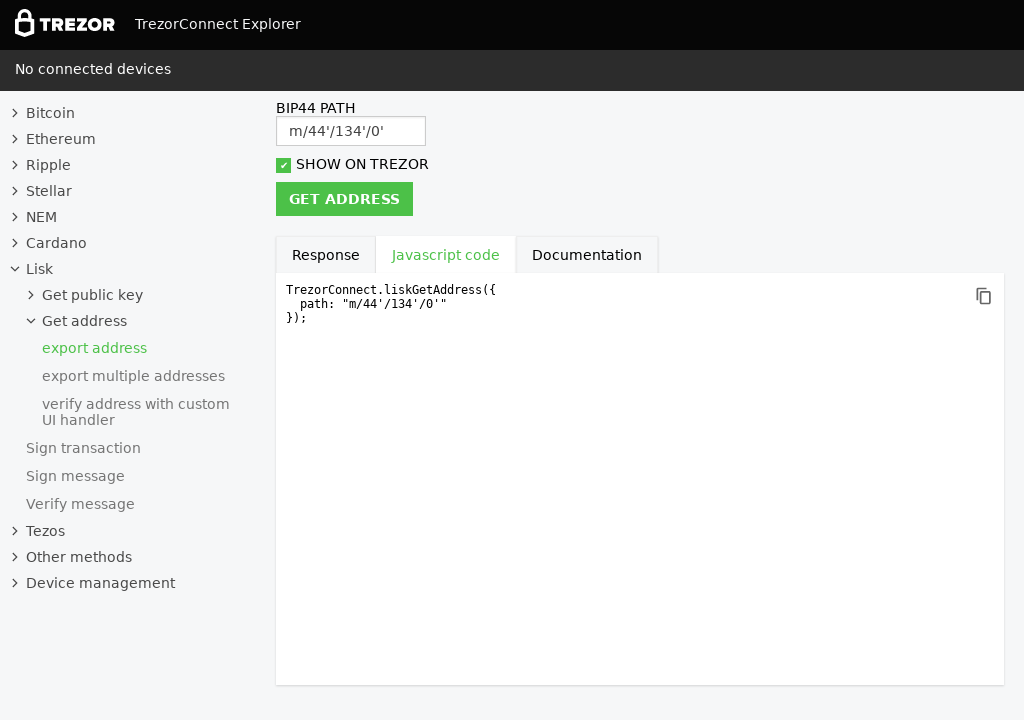 TREZOR TrezorConnect Explorer
No connected devices
Bitcoin
Ethereum
Ripple
Stellar
NEM
Cardano
Lisk
Get public key
Get address
export address
export multiple addresses
verify address with custom
UI handler
Sign transaction
Sign message
Verify message
Tezos
Other methods
Device management
BIP44 PATH
m/44'/134'/0'
SHOW ON TREZOR
GET ADDRESS
Response Javascript code Documentation
TrezorConnect.liskGetAddress({
path: "m/44'/134'/0'"
});